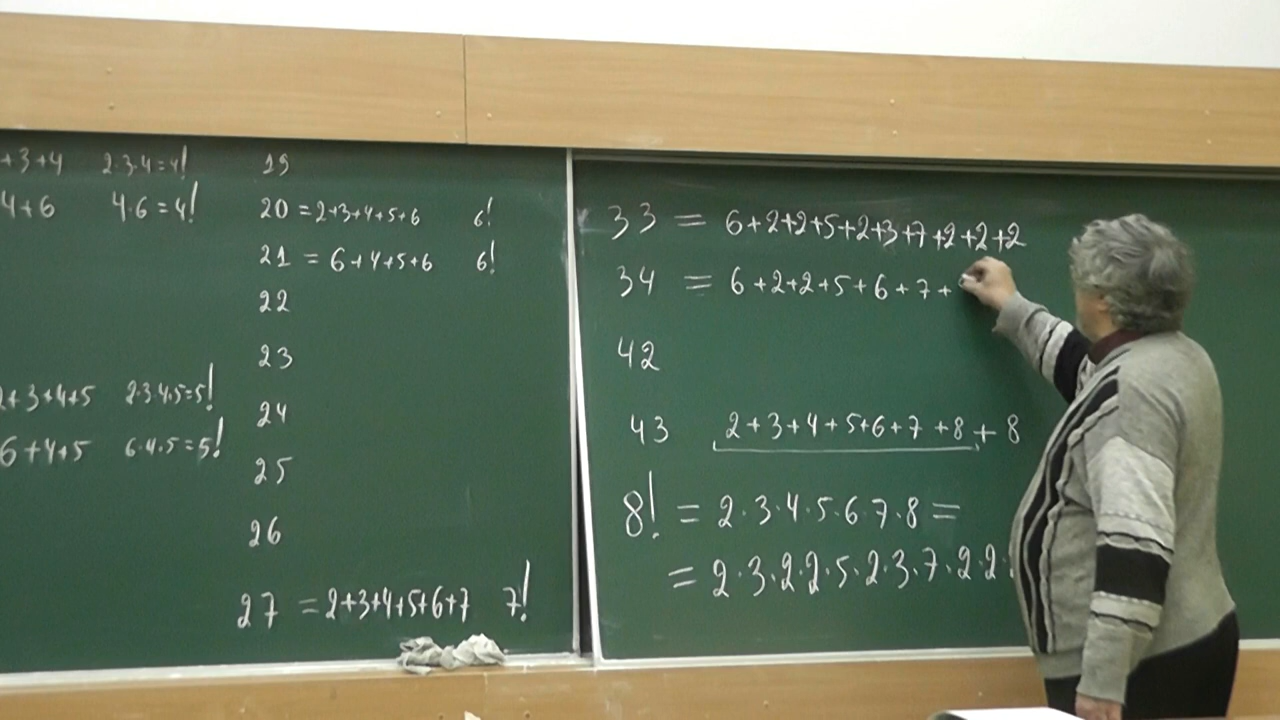 +3+4 2·3·4=4!
4+6 4·6=4!
2+3+4+5 2·3·4·5=5!
6+4+5 6·4·5=5!
19
20 = 2+3+4+5+6 6!
21 = 6+4+5+6 6!
22
23
24
25
26
27 = 2+3+4+5+6+7 7!
33 = 6+2+2+5+2+3+7+2+2+2
34 = 6+2+2+5+6+7+
42
43 2+3+4+5+6+7+8+8
8! = 2·3·4·5·6·7·8 =
= 2·3·2·2·5·2·3·7·2·2·